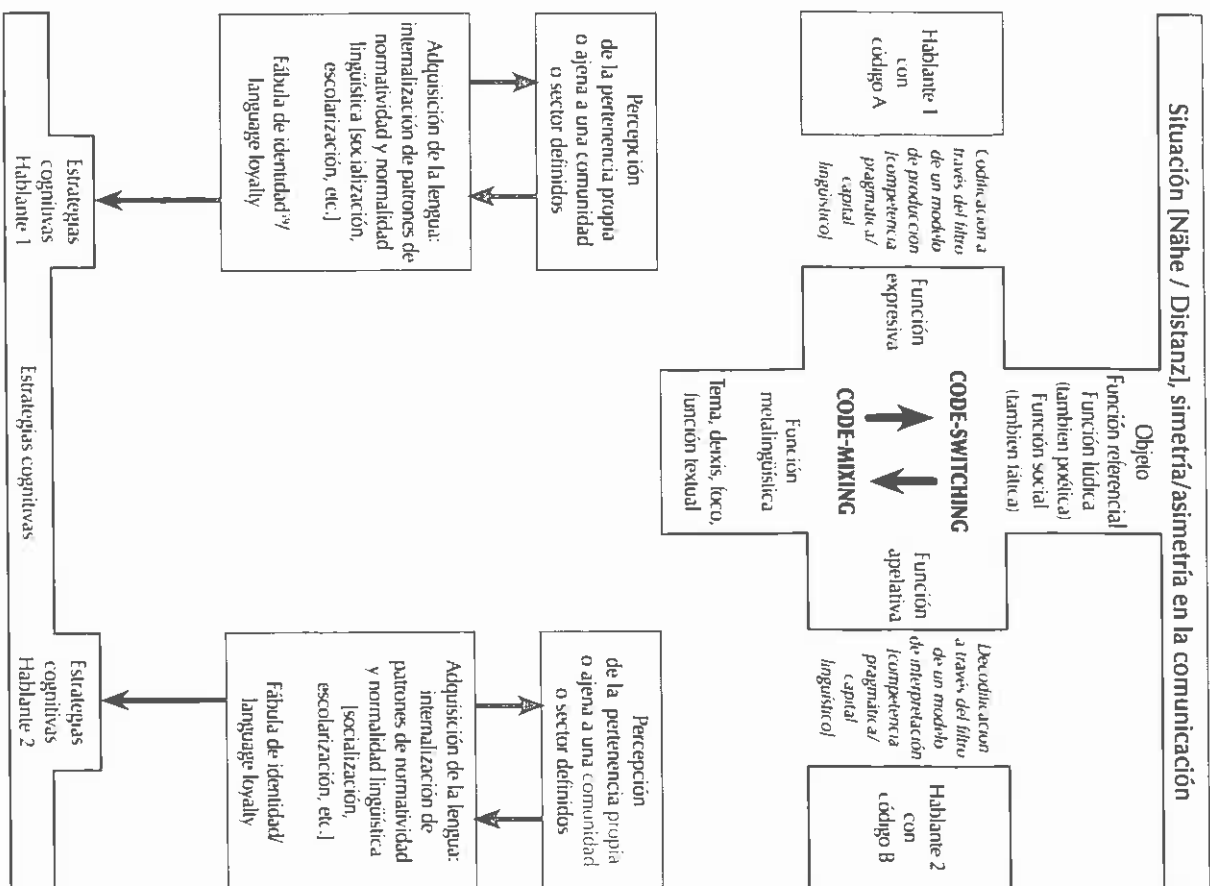 Situación [Nähe / Distanz], simetría/asimetría en la comunicación
Hablante 1
con
código A
Codificación a
través del filtro
de un modelo
de producción
[competencia
pragmática/
capital
lingüístico]
Objeto
Función referencial
Función lúdica
(tambien poética)
Función social
(tambien fática)
Función
expresiva
CODE-SWITCHING
CODE-MIXING
Función
apelativa
Función
metalingüística
Tema, deixis, foco,
función textual
Decodificacion
a través del filtro
de un modelo
de interpretación
[competencia
pragmática/
capital
lingüístico]
Hablante 2
con
código B
Percepción
de la pertenencia propia
o ajena a una comunidad
o sector definidos
Adquisición de la lengua:
internalización de patrones de
normatividad y normalidad
lingüística [socialización,
escolarización, etc.]
Fábula de identidad/
language loyalty
Estrategias
cognitivas
Hablante 1
Percepción
de la pertenencia propia
o ajena a una comunidad
o sector definidos
Adquisición de la lengua:
internalización de
patrones de normatividad
y normalidad lingüística
[socialización,
escolarización, etc.]
Fábula de identidad/
language loyalty
Estrategias
cognitivas
Hablante 2
Estrategias cognitivas